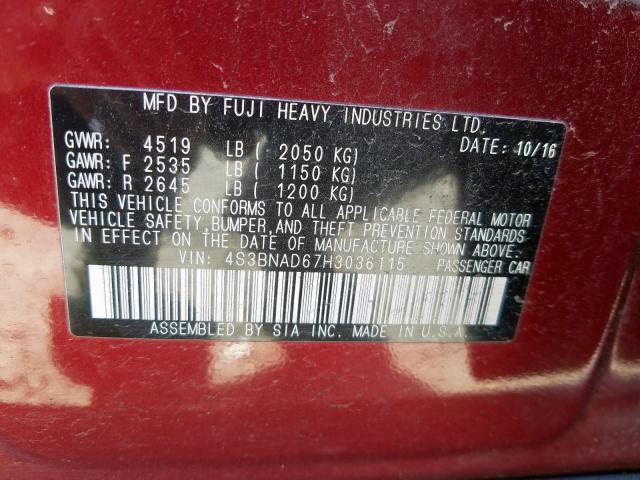 MFD BY FUJI HEAVY INDUSTRIES LTD.
GVWR: 4519 LB ( 2050 KG) DATE: 10/16
GAWR: F 2535 LB ( 1150 KG)
GAWR: R 2645 LB ( 1200 KG)
THIS VEHICLE CONFORMS TO ALL APPLICABLE FEDERAL MOTOR
VEHICLE SAFETY, BUMPER, AND THEFT PREVENTION STANDARDS
IN EFFECT ON THE DATE OF MANUFACTURE SHOWN ABOVE.
VIN: 4S3BNAD67H3036115 PASSENGER CAR
ASSEMBLED BY SIA INC. MADE IN U.S.A.